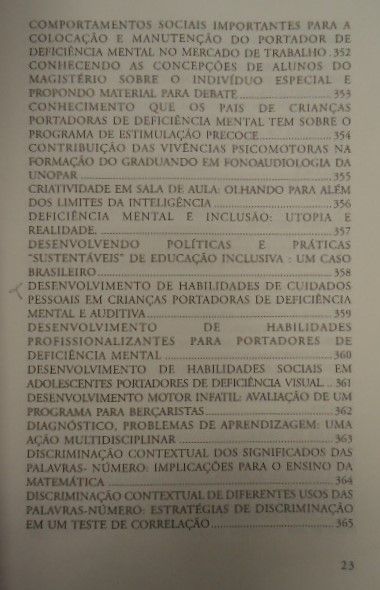 COMPORTAMENTOS SOCIAIS IMPORTANTES PARA A
COLOCAÇÃO E MANUTENÇÃO DO PORTADOR DE
DEFICIÊNCIA MENTAL NO MERCADO DE TRABALHO .352
CONHECENDO AS CONCEPÇÕES DE ALUNOS DO
MAGISTÉRIO SOBRE O INDIVÍDUO ESPECIAL E
PROPONDO MATERIAL PARA DEBATE ........................ 353
CONHECIMENTO QUE OS PAIS DE CRIANÇAS
PORTADORAS DE DEFICIÊNCIA MENTAL TEM SOBRE O
PROGRAMA DE ESTIMULAÇÃO PRECOCE ................. 354
CONTRIBUIÇÃO DAS VIVÊNCIAS PSICOMOTORAS NA
FORMAÇÃO DO GRADUANDO EM FONOAUDIOLOGIA DA
UNOPAR ........................................................ 355
CRIATIVIDADE EM SALA DE AULA: OLHANDO PARA ALÉM
DOS LIMITES DA INTELIGÊNCIA ............................ 356
DEFICIÊNCIA MENTAL E INCLUSÃO: UTOPIA E
REALIDADE. ..................................................... 357
DESENVOLVENDO POLÍTICAS E PRÁTICAS
"SUSTENTÁVEIS" DE EDUCAÇÃO INCLUSIVA : UM CASO
BRASILEIRO ..................................................... 358
DESENVOLVIMENTO DE HABILIDADES DE CUIDADOS
PESSOAIS EM CRIANÇAS PORTADORAS DE DEFICIÊNCIA
MENTAL E AUDITIVA ......................................... 359
DESENVOLVIMENTO DE HABILIDADES
PROFISSIONALIZANTES PARA PORTADORES DE
DEFICIÊNCIA MENTAL ........................................ 360
DESENVOLVIMENTO DE HABILIDADES SOCIAIS EM
ADOLESCENTES PORTADORES DE DEFICIÊNCIA VISUAL .. 361
DESENVOLVIMENTO MOTOR INFATIL: AVALIAÇÃO DE UM
PROGRAMA PARA BERÇARISTAS ............................. 362
DIAGNÓSTICO, PROBLEMAS DE APRENDIZAGEM: UMA
AÇÃO MULTIDISCIPLINAR ................................... 363
DISCRIMINAÇÃO CONTEXTUAL DOS SIGNIFICADOS DAS
PALAVRAS- NÚMERO: IMPLICAÇÕES PARA O ENSINO DA
MATEMÁTICA ................................................... 364
DISCRIMINAÇÃO CONTEXTUAL DE DIFERENTES USOS DAS
PALAVRAS-NÚMERO: ESTRATÉGIAS DE DISCRIMINAÇÃO
EM UM TESTE DE CORRELAÇÃO ............................. 365
23